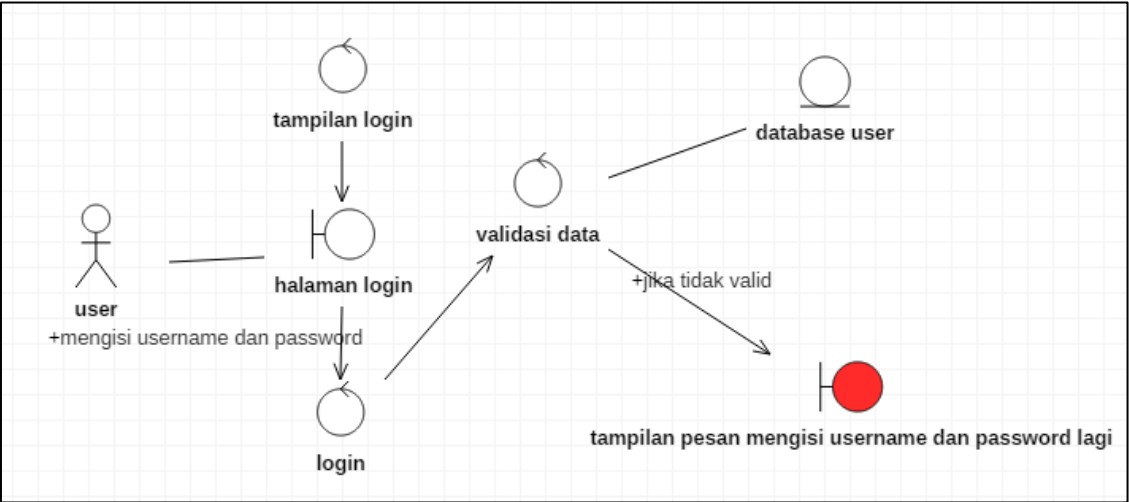 tampilan login
database user
validasi data
halaman login
+jika tidak valid
user
+mengisi username dan password
tampilan pesan mengisi username dan password lagi
login